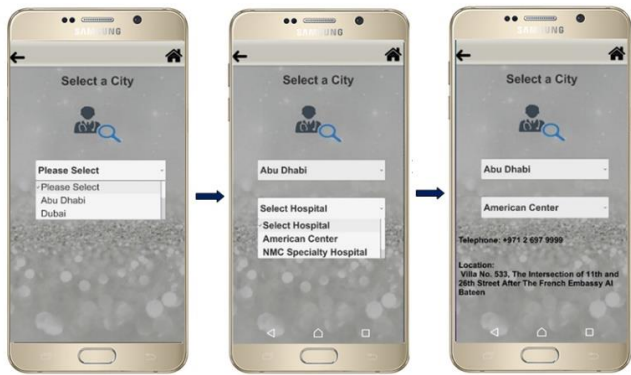 SAMSUNG
Select a City
Please Select
Please Select
Abu Dhabi
Dubai
SAMSUNG
Select a City
Abu Dhabi
Select Hospital
Select Hospital
American Center
NMC Specialty Hospital
SAMSUNG
Select a City
Abu Dhabi
American Center
Telephone: +971 2 697 9999
Location:
Villa No. 533, The Intersection of 11th and
26th Street After The French Embassy Al
Bateen